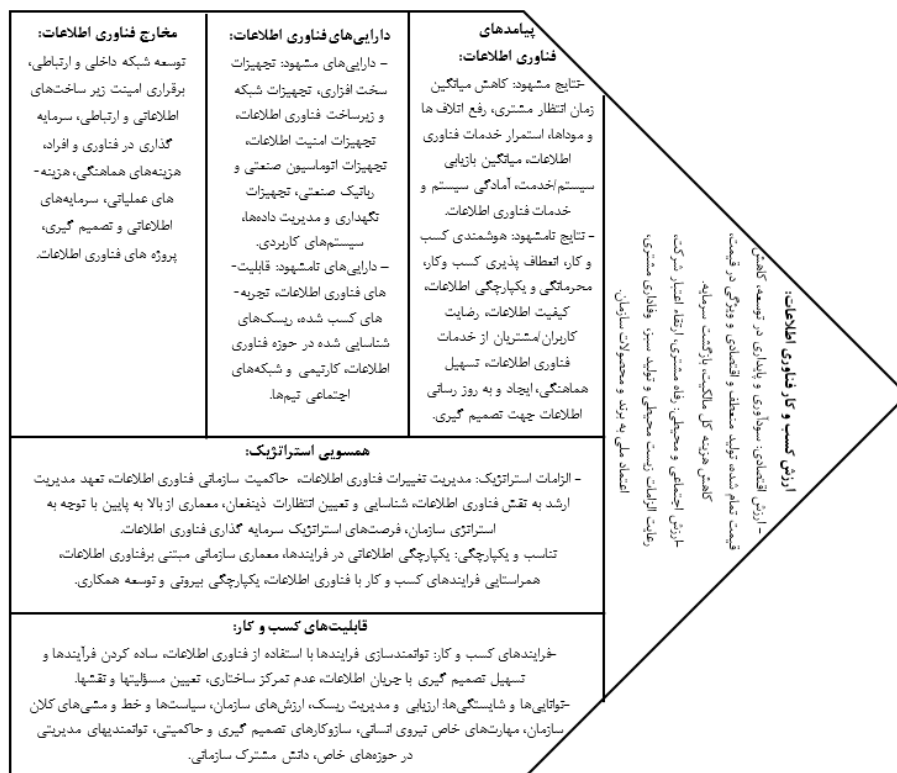 پیامدهای
فناوری اطلاعات:
-نتایج مشهود: کاهش میانگین
زمان انتظار مشتری، رفع اتلاف ها
و موداها، استمرار خدمات فناوری
اطلاعات، میانگین بازیابی
سیستم/خدمت، آمادگی سیستم و
خدمات فناوری اطلاعات.
- نتایج نامشهود: هوشمندی کسب
و کار، انعطاف پذیری کسب وکار،
محرمانگی و یکپارچگی اطلاعات،
کیفیت اطلاعات، رضایت
کاربران/مشتریان از خدمات
فناوری اطلاعات، تسهیل
هماهنگی، ایجاد و به روز رسانی
اطلاعات جهت تصمیم گیری.
دارایی‌های فناوری اطلاعات:
- دارایی‌های مشهود: تجهیزات
سخت افزاری، تجهیزات شبکه
و زیرساخت فناوری اطلاعات،
تجهیزات امنیت اطلاعات،
تجهیزات اتوماسیون صنعتی و
رباتیک صنعتی، تجهیزات
نگهداری و مدیریت داده‌ها،
سیستم‌های کاربردی.
- دارایی‌های نامشهود: قابلیت-
های فناوری اطلاعات، تجربه-
های کسب شده، ریسک‌های
شناسایی شده در حوزه فناوری
اطلاعات، کارتیمی و شبکه‌های
اجتماعی تیم‌ها.
مخارج فناوری اطلاعات:
توسعه شبکه داخلی و ارتباطی،
برقراری امینت زیر ساخت‌های
اطلاعاتی و ارتباطی، سرمایه
گذاری در فناوری و افراد،
هزینه‌های هماهنگی، هزینه-
های عملیاتی، سرمایه‌های
اطلاعاتی و تصمیم گیری،
پروژه های فناوری اطلاعات.
ارزش کسب و کار فناوری اطلاعات:
- ارزش اقتصادی: سودآوری و پایداری در توسعه، کاهش
قیمت تمام شده، تولید منعطف و اقتصادی و ویژگی در قیمت،
کاهش هزینه کل مالکیت، بازگشت سرمایه.
-ارزش اجتماعی و محیطی: رفاه مشتری، ارتقاء اعتبار شرکت،
رعایت الزامات زیست محیطی و تولید سبز، وفاداری مشتری،
اعتماد ملی به برند و محصولات سازمان.
همسویی استراتژیک:
- الزامات استراتژیک: مدیریت تغییرات فناوری اطلاعات، حاکمیت سازمانی فناوری اطلاعات، تعهد مدیریت
ارشد به نقش فناوری اطلاعات، شناسایی و تعیین انتظارات ذینفعان، معماری از بالا به پایین با توجه به
استراتژی سازمان، فرصت‌های استراتژیک سرمایه گذاری فناوری اطلاعات.
تناسب و یکپارچگی: یکپارچگی اطلاعاتی در فرایندها، معماری سازمانی مبتنی برفناوری اطلاعات،
همراستایی فرایندهای کسب و کار با فناوری اطلاعات، یکپارچگی بیرونی و توسعه همکاری.
قابلیت‌های کسب و کار:
-فرایندهای کسب و کار: توانمندسازی فرایندها با استفاده از فناوری اطلاعات، ساده کردن فرآیندها و
تسهیل تصمیم گیری با جریان اطلاعات، عدم تمرکز ساختاری، تعیین مسؤلیتها و نقشها.
-توانایی‌ها و شایستگی‌ها: ارزیابی و مدیریت ریسک، ارزش‌های سازمان، سیاست‌ها و خط و مشی‌های کلان
سازمان، مهارت‌های خاص نیروی انسانی، سازوکارهای تصمیم گیری و حاکمیتی، توانمندیهای مدیریتی
در حوزه‌های خاص، دانش مشترک سازمانی.